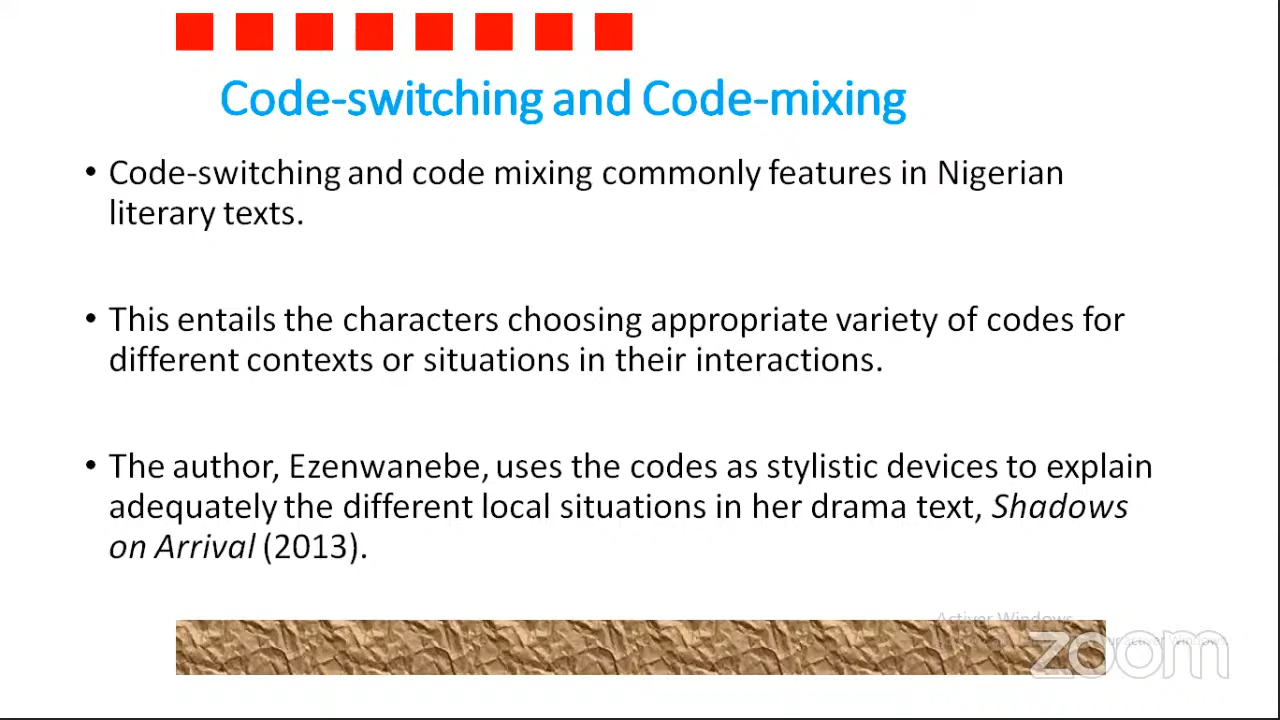 Code-switching and Code-mixing
• Code-switching and code mixing commonly features in Nigerian
literary texts.
• This entails the characters choosing appropriate variety of codes for
different contexts or situations in their interactions.
• The author, Ezenwanebe, uses the codes as stylistic devices to explain
adequately the different local situations in her drama text, Shadows
on Arrival (2013).
Activer Windows
zoom